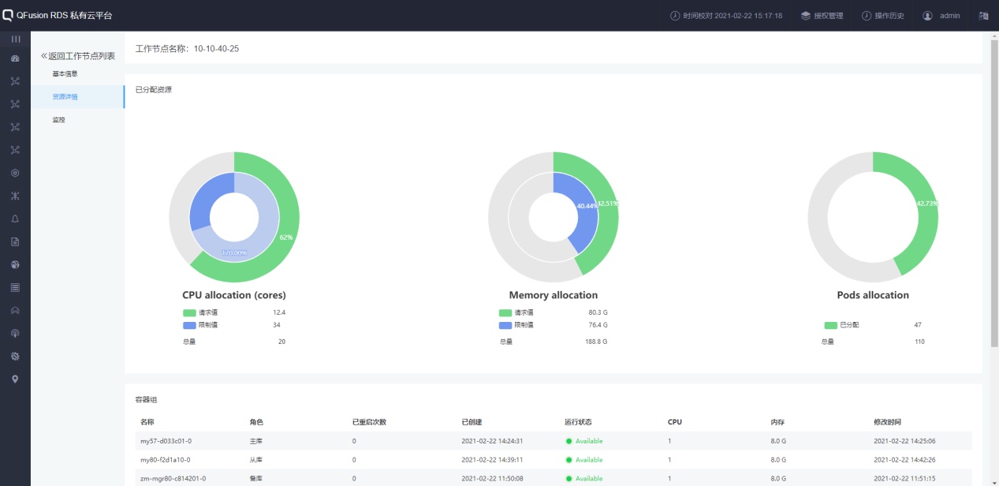 QFusion RDS 私有云平台
时间校对 2021-02-22 15:17:18
授权管理
操作历史
admin
返回工作节点列表
基本信息
资源详情
监控
工作节点名称: 10-10-40-25
已分配资源
62%
170.00%
CPU allocation (cores)
请求值 12.4
限制值 34
总量 20
40.44%
42.51%
Memory allocation
请求值 80.3 G
限制值 76.4 G
总量 188.8 G
42.73%
Pods allocation
已分配 47
总量 110
容器组
名称 角色 已重启次数 已创建 运行状态 CPU 内存 修改时间
my57-d033c01-0 主库 0 2021-02-22 14:24:31 Available 1 8.0 G 2021-02-22 14:25:06
my80-f2d1a10-0 从库 0 2021-02-22 14:39:11 Available 1 8.0 G 2021-02-22 14:42:26
zm-mgr80-c814201-0 备库 0 2021-02-22 11:50:08 Available 1 8.0 G 2021-02-22 11:51:15